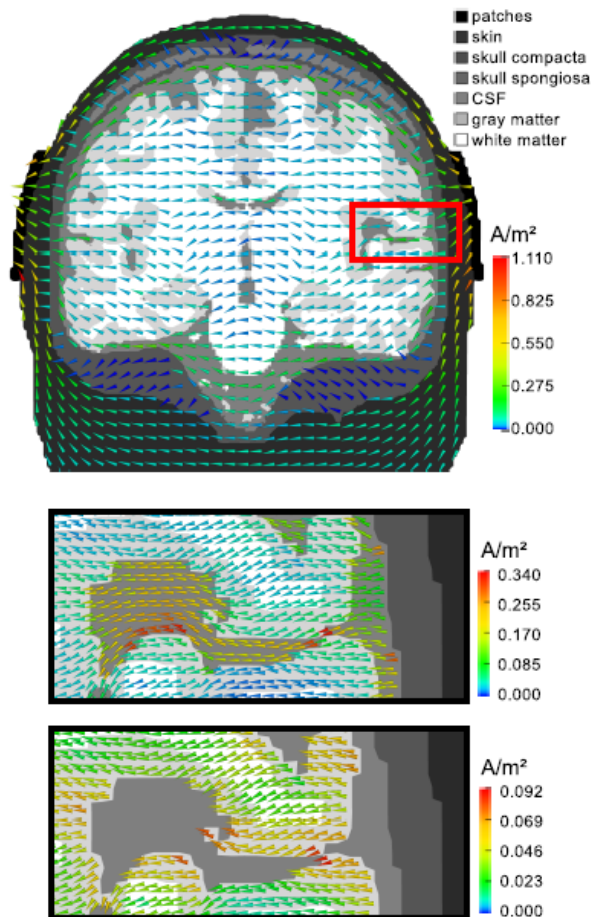 patches
skin
skull compacta
skull spongiosa
CSF
gray matter
white matter
A/m²
1.110
0.825
0.550
0.275
0.000
A/m²
0.340
0.255
0.170
0.085
0.000
A/m²
0.092
0.069
0.046
0.023
0.000